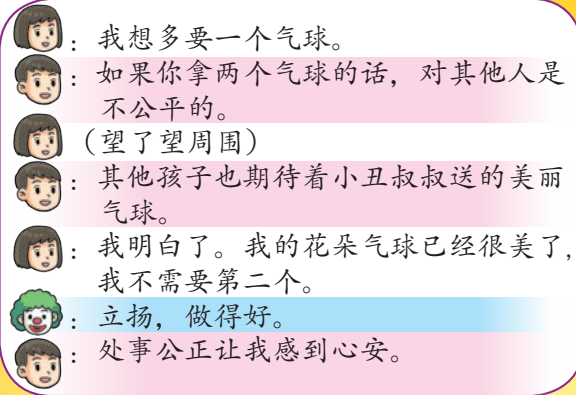 ：我想多要一个气球。
：如果你拿两个气球的话，对其他人是
不公平的。
（望了望周围）
：其他孩子也期待着小丑叔叔送的美丽
气球。
：我明白了。我的花朵气球已经很美了，
我不需要第二个。
：立扬，做得好。
：处事公正让我感到心安。